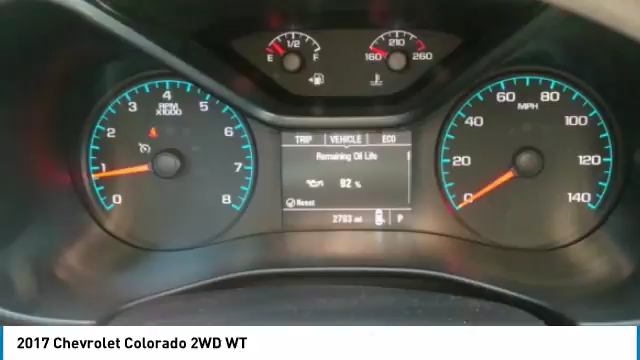 1/2
E F
210
160 260
4
3 5
RPM
X1000
2 6
1 7
0 8
TRIP VEHICLE ECO
Remaining Oil Life
92 %
Reset
2783 mi P
60 80
MPH
40 100
20 120
0 140
2017 Chevrolet Colorado 2WD WT